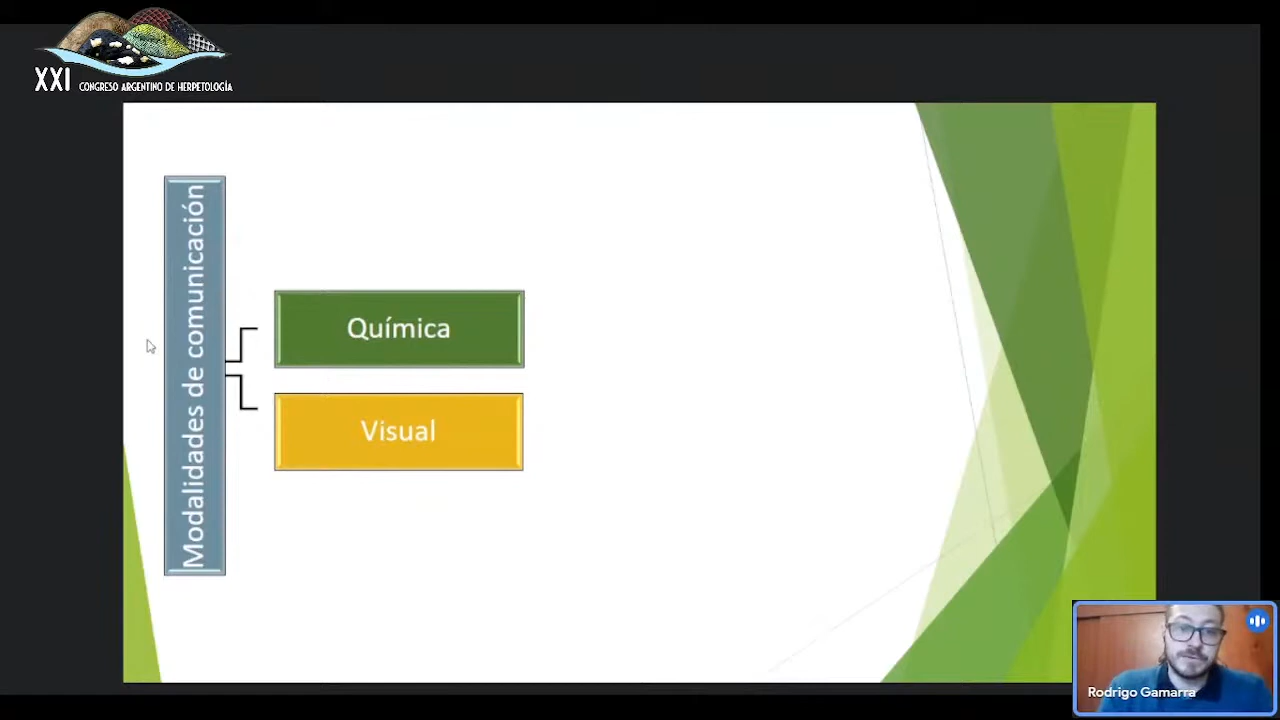 XXI CONGRESO ARGENTINO DE HERPETOLOGÍA
Modalidades de comunicación
Química
Visual
Rodrigo Gamarra